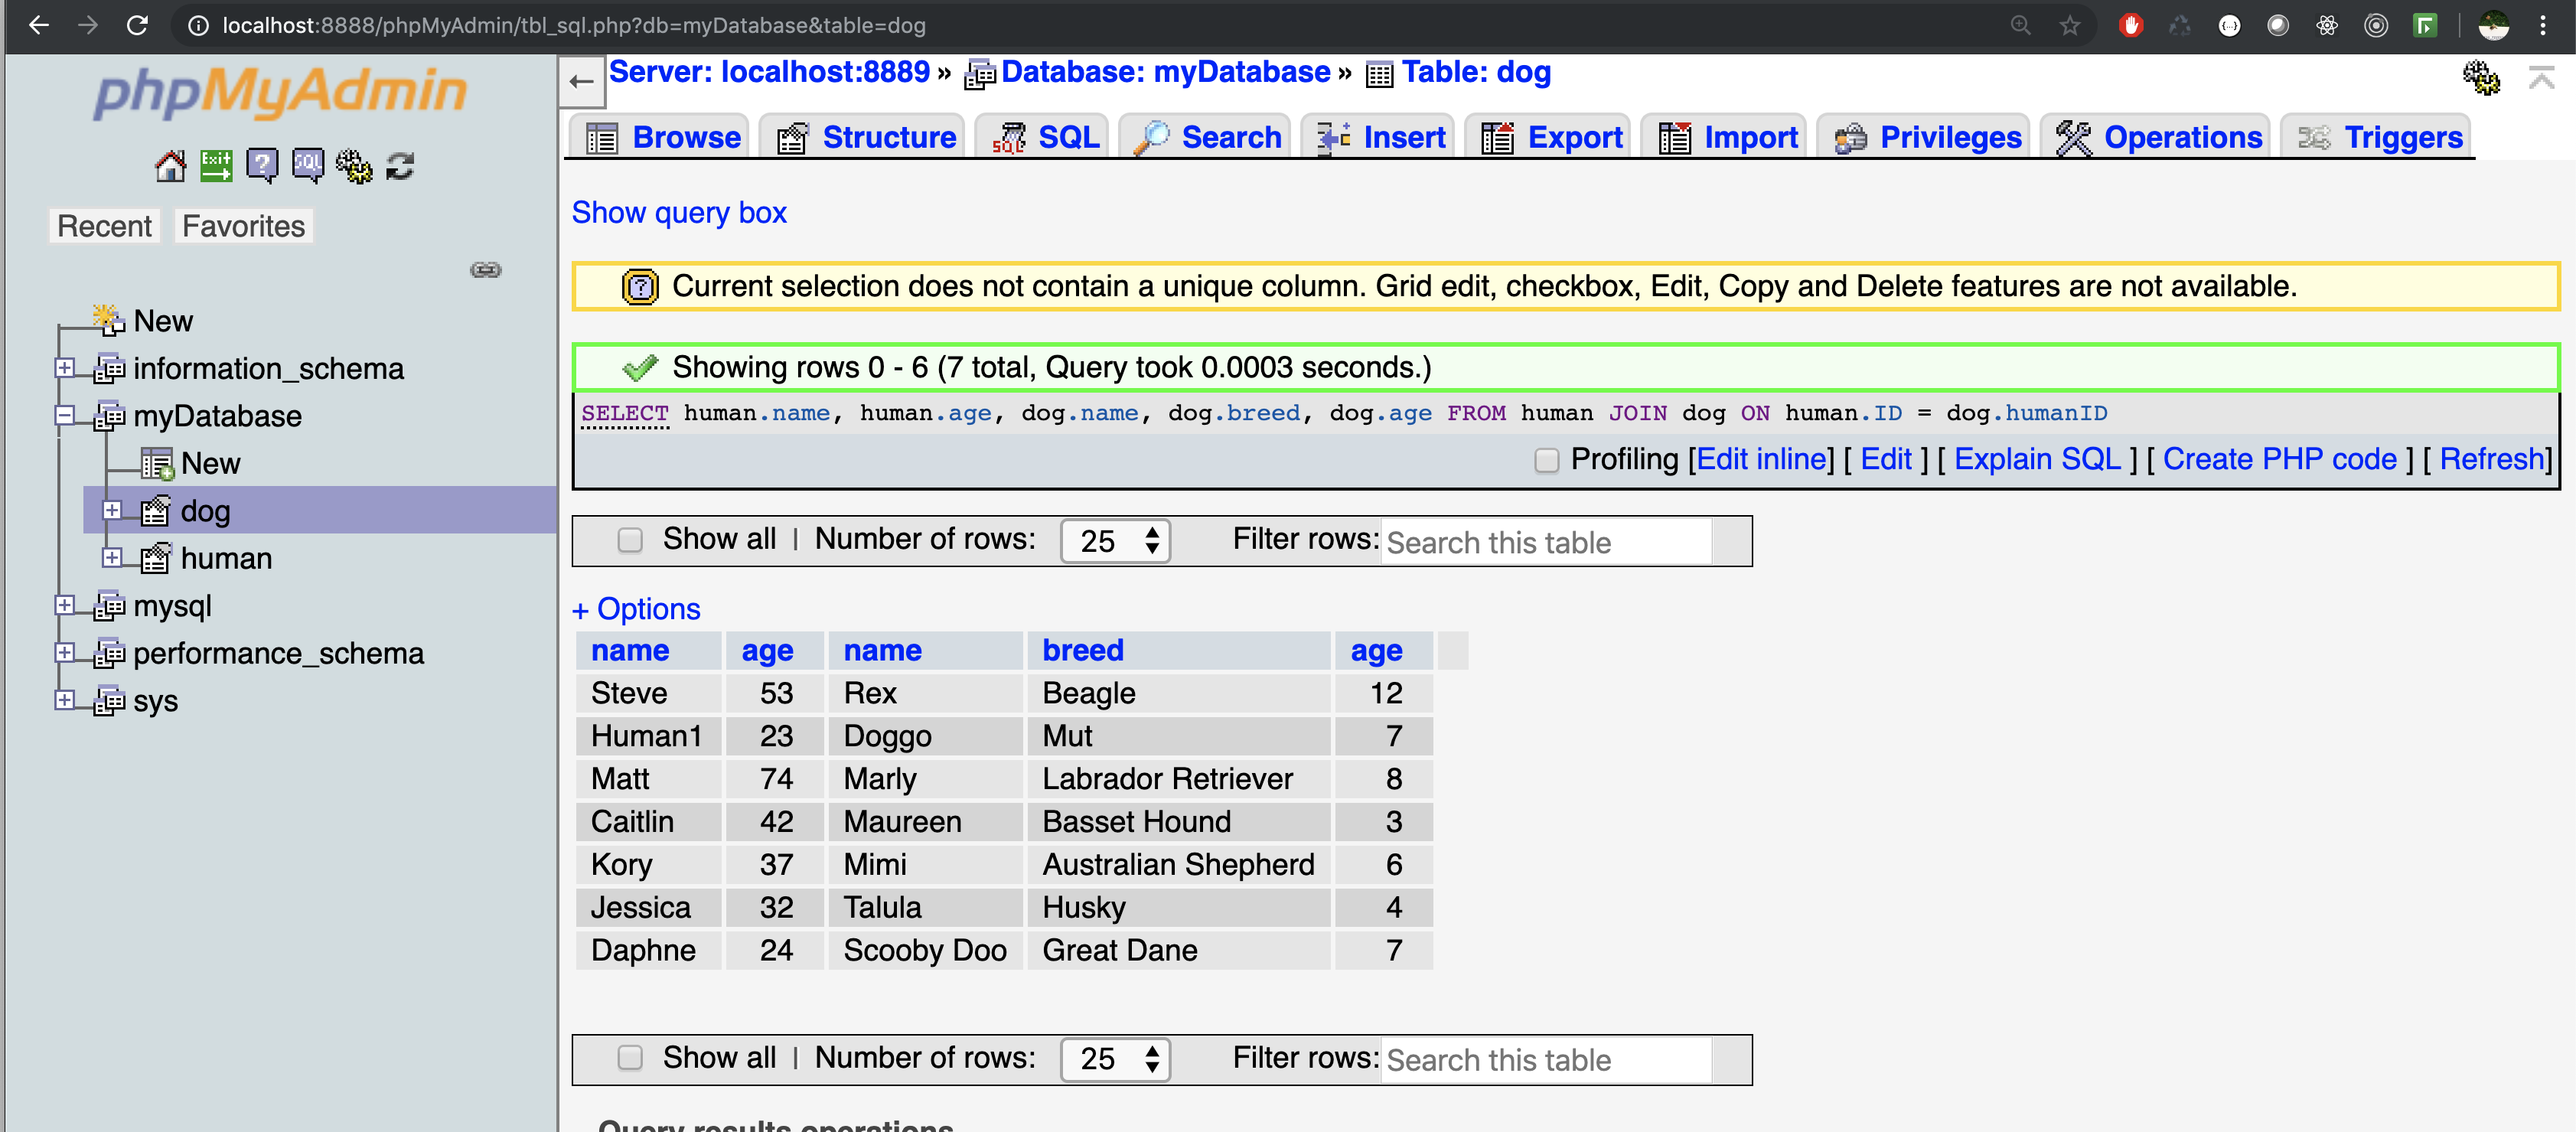 localhost:8888/phpMyAdmin/tbl_sql.php?db=myDatabase&table=dog
phpMyAdmin
Exit
?
SQL
Recent Favorites
New
information_schema
myDatabase
New
dog
human
mysql
performance_schema
sys
Server: localhost:8889 » Database: myDatabase » Table: dog
Browse Structure SQL Search Insert Export Import Privileges Operations Triggers
Show query box
Current selection does not contain a unique column. Grid edit, checkbox, Edit, Copy and Delete features are not available.
Showing rows 0 - 6 (7 total, Query took 0.0003 seconds.)
SELECT human.name, human.age, dog.name, dog.breed, dog.age FROM human JOIN dog ON human.ID = dog.humanID
Profiling [Edit inline] [ Edit ] [ Explain SQL ] [ Create PHP code ] [ Refresh]
Show all | Number of rows: 25 Filter rows: Search this table
+ Options
name age name breed age
Steve 53 Rex Beagle 12
Human1 23 Doggo Mut 7
Matt 74 Marly Labrador Retriever 8
Caitlin 42 Maureen Basset Hound 3
Kory 37 Mimi Australian Shepherd 6
Jessica 32 Talula Husky 4
Daphne 24 Scooby Doo Great Dane 7
Show all | Number of rows: 25 Filter rows: Search this table
Query results operations